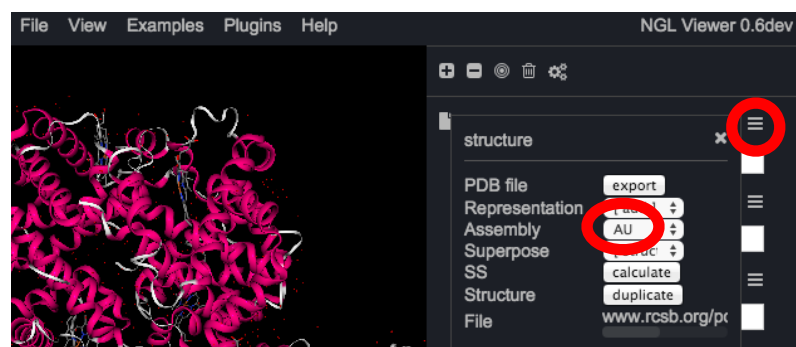 File View Examples Plugins Help NGL Viewer 0.6dev
structure
PDB file export
Representation
Assembly AU
Superpose
SS calculate
Structure duplicate
File www.rcsb.org/pc